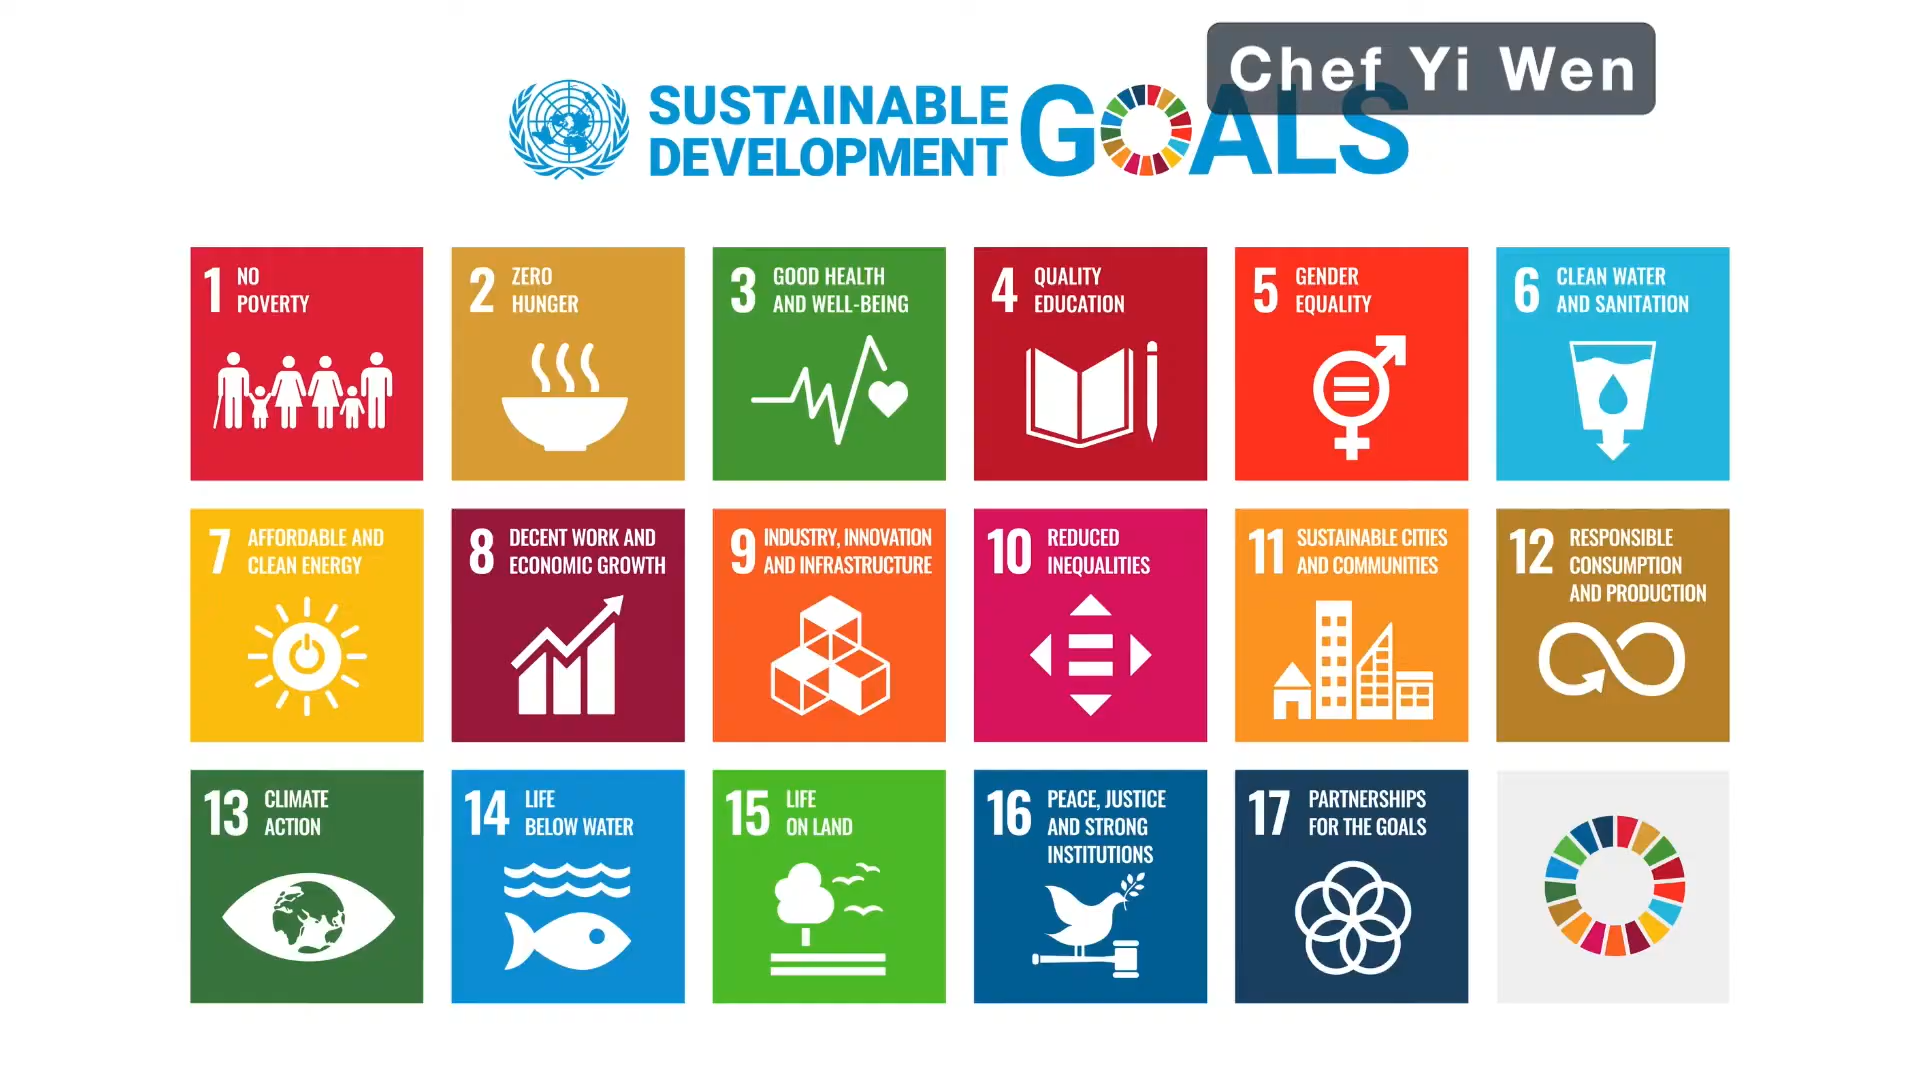 Chef Yi Wen
SUSTAINABLE
DEVELOPMENT
GOALS
1 NO
POVERTY
2 ZERO
HUNGER
3 GOOD HEALTH
AND WELL-BEING
4 QUALITY
EDUCATION
5 GENDER
EQUALITY
6 CLEAN WATER
AND SANITATION
7 AFFORDABLE AND
CLEAN ENERGY
8 DECENT WORK AND
ECONOMIC GROWTH
9 INDUSTRY, INNOVATION
AND INFRASTRUCTURE
10 REDUCED
INEQUALITIES
11 SUSTAINABLE CITIES
AND COMMUNITIES
12 RESPONSIBLE
CONSUMPTION
AND PRODUCTION
13 CLIMATE
ACTION
14 LIFE
BELOW WATER
15 LIFE
ON LAND
16 PEACE, JUSTICE
AND STRONG
INSTITUTIONS
17 PARTNERSHIPS
FOR THE GOALS